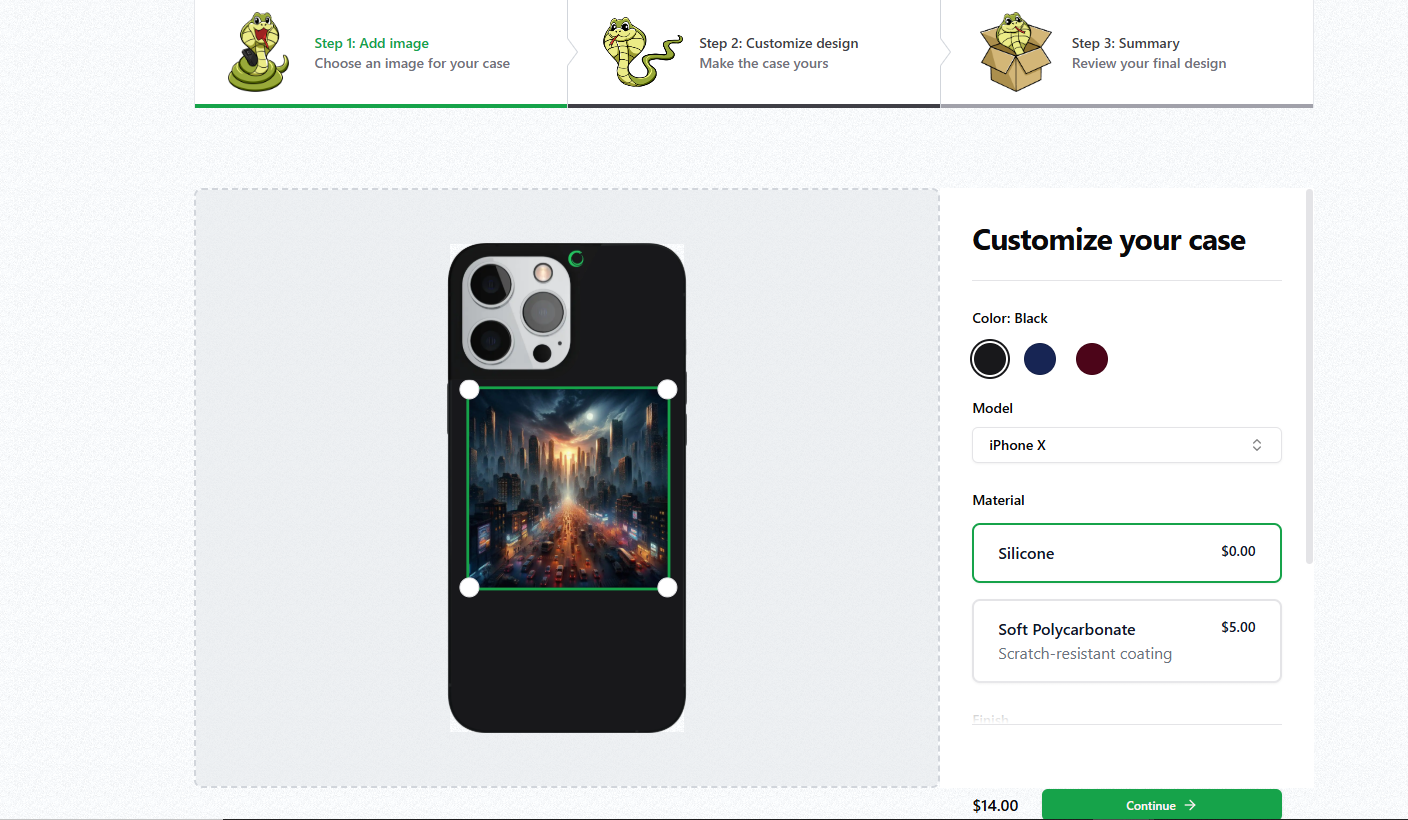 Step 1: Add image
Choose an image for your case
Step 2: Customize design
Make the case yours
Step 3: Summary
Review your final design
Customize your case
Color: Black
Model
iPhone X
Material
Silicone
$0.00
Soft Polycarbonate
$5.00
Scratch-resistant coating
Finish
$14.00
Continue →